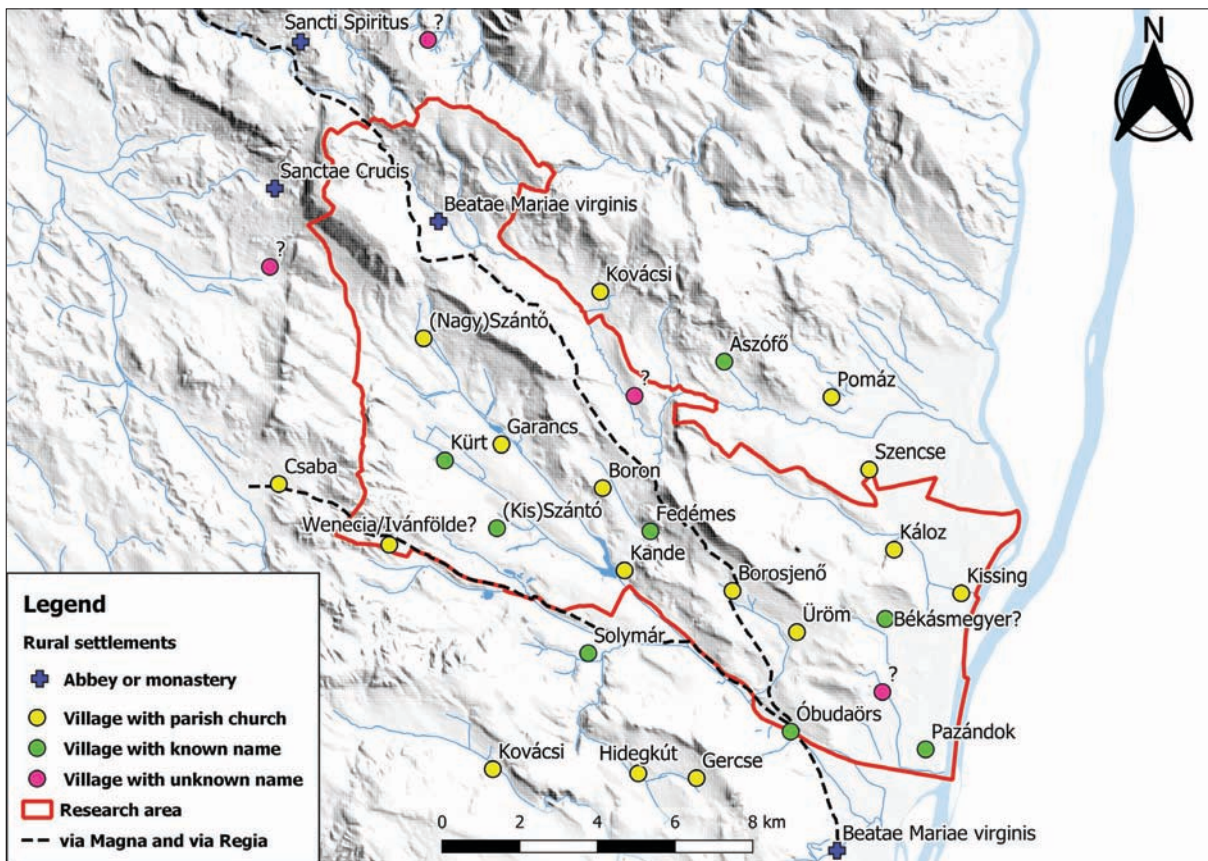 Sancti Spiritus
?
N
Sanctae Crucis
Beatae Mariae virginis
?
Kovácsi
(Nagy)Szántó
Aszófő
?
Pomáz
Garancs
Kürt
Szencse
Csaba
Boron
(Kis)Szántó
Fedémes
Wenecia/Ivánfölde?
Káloz
Kande
Borosjenő
Kissing
Üröm
Békásmegyer?
Solymár
?
Óbudaörs
Pazándok
Kovácsi
Hidegkút
Gercse
Beatae Mariae virginis
0 2 4 6 8 km
Legend
Rural settlements
Abbey or monastery
Village with parish church
Village with known name
Village with unknown name
Research area
via Magna and via Regia